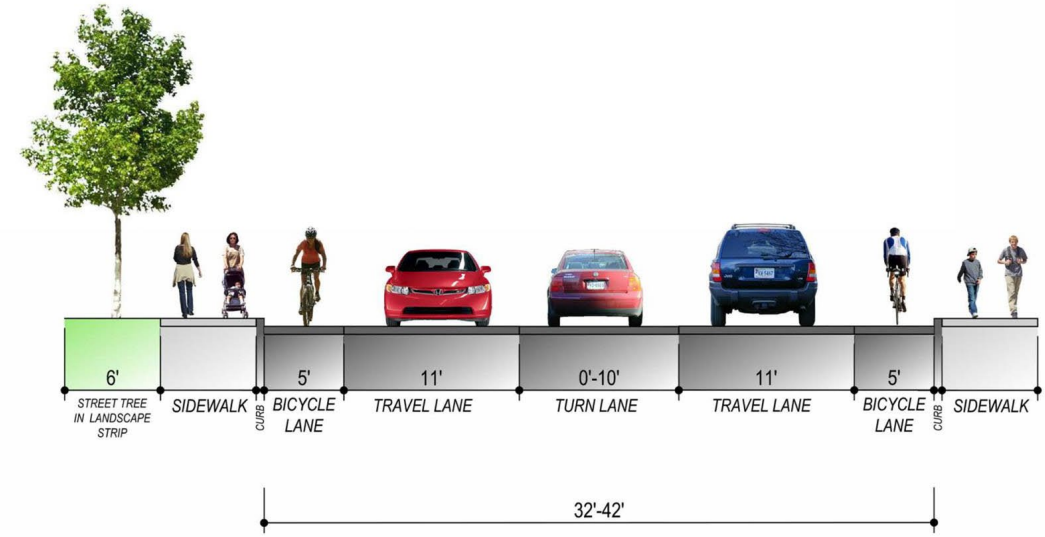 6'
5'
11'
0'-10'
11'
5'
STREET TREE
IN LANDSCAPE
STRIP
SIDEWALK
CURB
BICYCLE
LANE
TRAVEL LANE
TURN LANE
TRAVEL LANE
BICYCLE
LANE
CURB
SIDEWALK
32'-42'